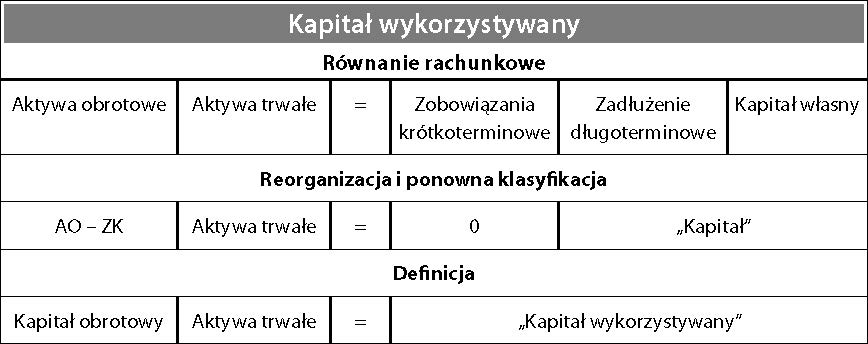 Kapitał wykorzystywany
Równanie rachunkowe
Aktywa obrotowe Aktywa trwałe = Zobowiązania krótkoterminowe Zadłużenie długoterminowe Kapitał własny
Reorganizacja i ponowna klasyfikacja
AO – ZK Aktywa trwałe = 0 „Kapitał”
Definicja
Kapitał obrotowy Aktywa trwałe = „Kapitał wykorzystywany”